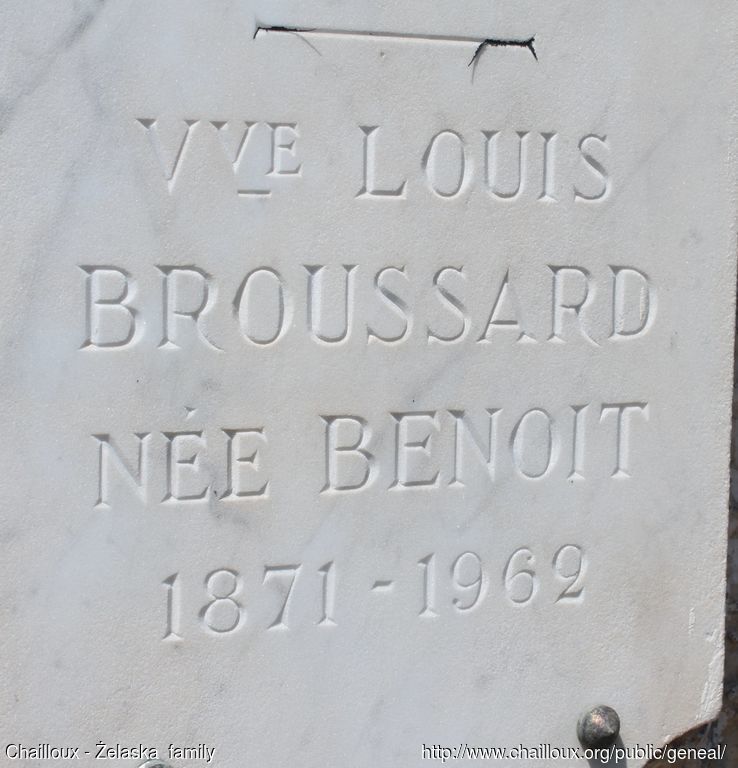 VVE LOUIS
BROUSSARD
NÉE BENOIT
1871 - 1962
Chailloux - Żelaska family
http://www.chailloux.org/public/geneal/